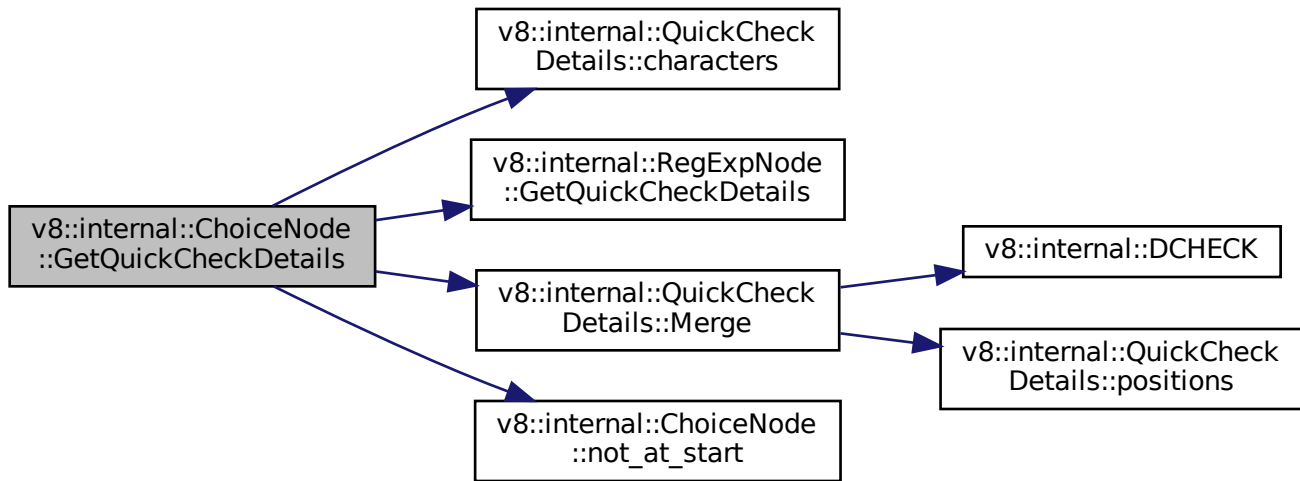 v8::internal::QuickCheck
Details::characters
v8::internal::RegExpNode
::GetQuickCheckDetails
v8::internal::ChoiceNode
::GetQuickCheckDetails
v8::internal::DCHECK
v8::internal::QuickCheck
Details::Merge
v8::internal::QuickCheck
Details::positions
v8::internal::ChoiceNode
::not_at_start